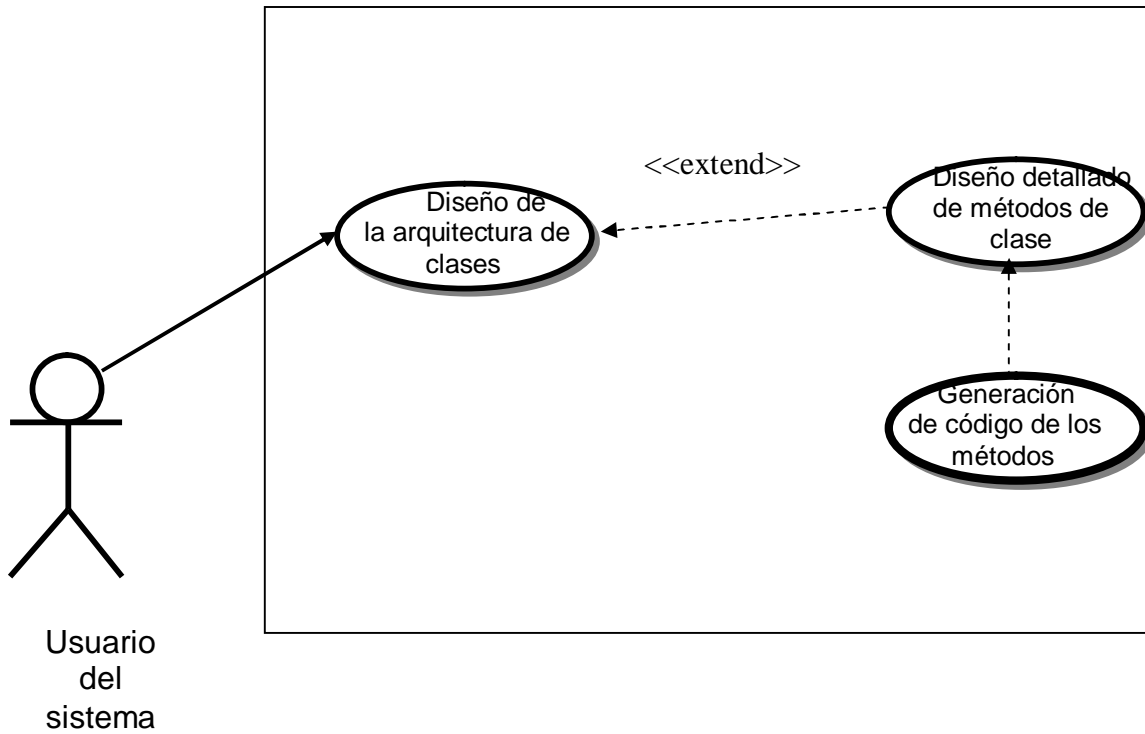 <<extend>>
Diseño de
la arquitectura de
clases
Diseño detallado
de métodos de
clase
Generación
de código de los
métodos
Usuario
del
sistema